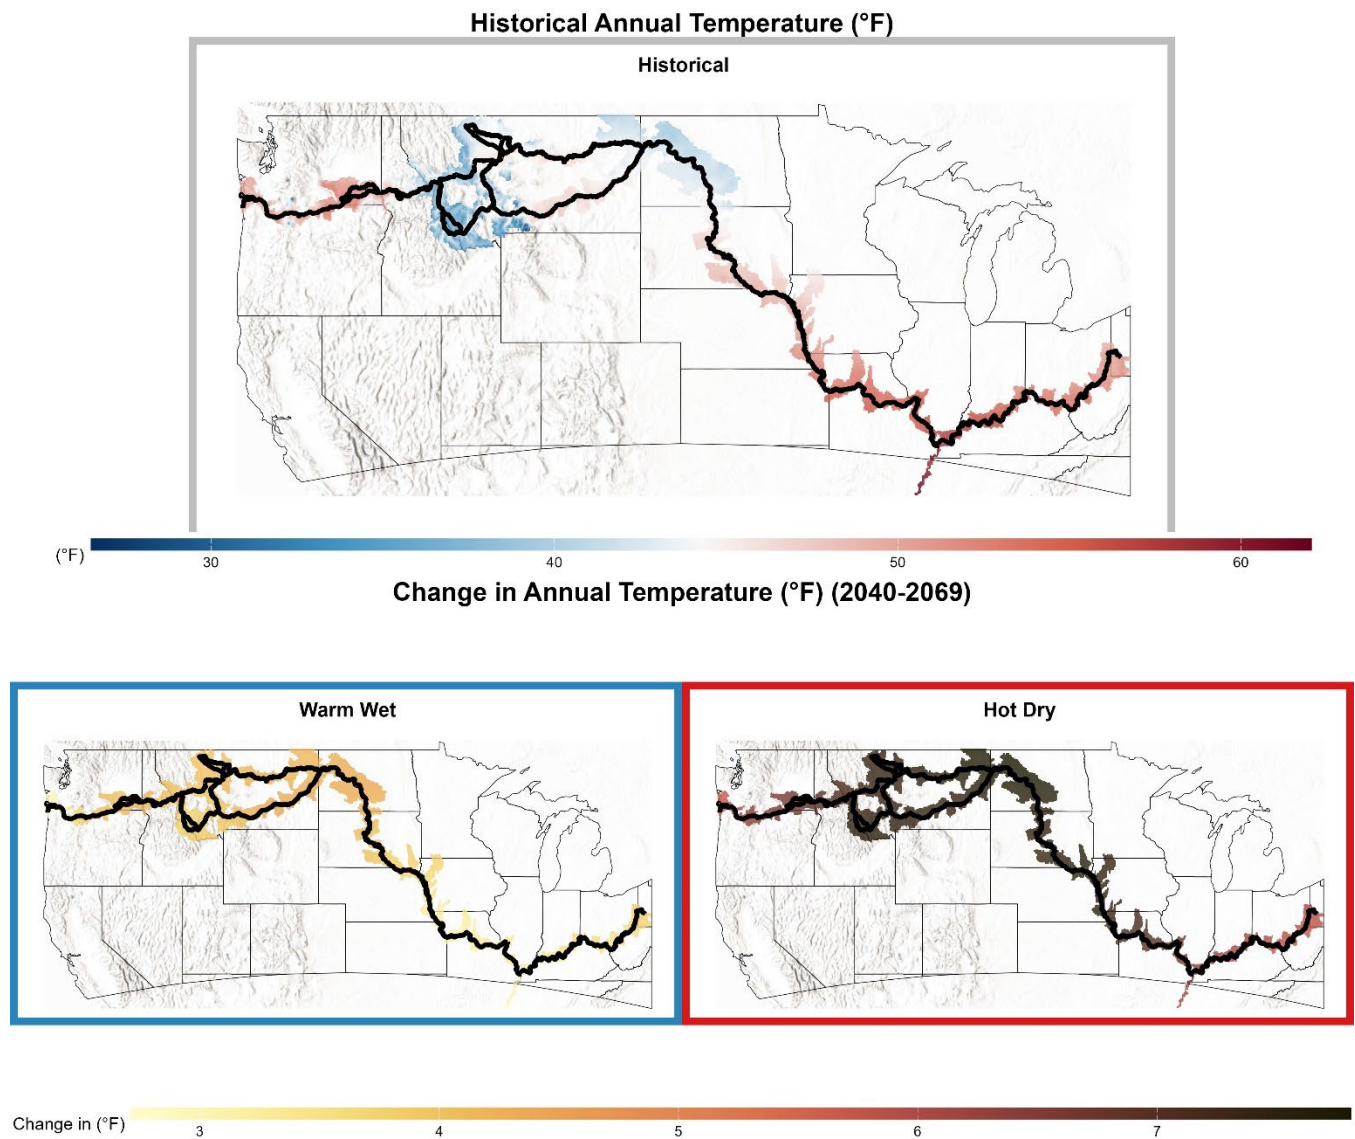 Historical Annual Temperature (°F)
Historical
(°F)
30 40 50 60
Change in Annual Temperature (°F) (2040-2069)
Warm Wet
Hot Dry
Change in (°F)
3 4 5 6 7